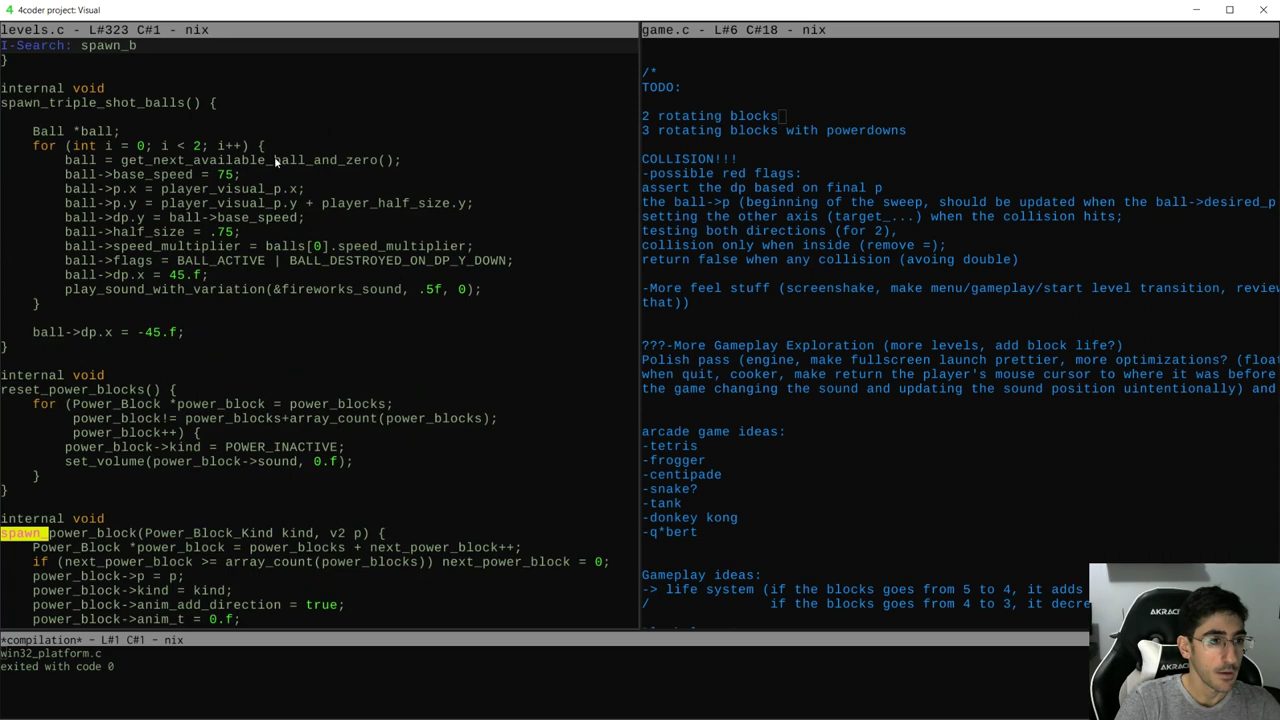 4 4coder project: Visual
levels.c - L#323 C#1 - nix
I-Search: spawn_b
}
internal void
spawn_triple_shot_balls() {
Ball *ball;
for (int i = 0; i < 2; i++) {
ball = get_next_available_ball_and_zero();
ball->base_speed = 75;
ball->p.x = player_visual_p.x;
ball->p.y = player_visual_p.y + player_half_size.y;
ball->dp.y = ball->base_speed;
ball->half_size = .75;
ball->speed_multiplier = balls[0].speed_multiplier;
ball->flags = BALL_ACTIVE | BALL_DESTROYED_ON_DP_Y_DOWN;
ball->dp.x = 45.f;
play_sound_with_variation(&fireworks_sound, .5f, 0);
}
ball->dp.x = -45.f;
}
internal void
reset_power_blocks() {
for (Power_Block *power_block = power_blocks;
power_block!= power_blocks+array_count(power_blocks);
power_block++) {
power_block->kind = POWER_INACTIVE;
set_volume(power_block->sound, 0.f);
}
}
internal void
spawn_power_block(Power_Block_Kind kind, v2 p) {
Power_Block *power_block = power_blocks + next_power_block++;
if (next_power_block >= array_count(power_blocks)) next_power_block = 0;
power_block->p = p;
power_block->kind = kind;
power_block->anim_add_direction = true;
power_block->anim_t = 0.f;
game.c - L#6 C#18 - nix
/*
TODO:
2 rotating blocks
3 rotating blocks with powerdowns
COLLISION!!!
-possible red flags:
assert the dp based on final p
the ball->p (beginning of the sweep, should be updated when the ball->desired_p
setting the other axis (target_...) when the collision hits;
testing both directions (for 2),
collision only when inside (remove =);
return false when any collision (avoing double)
-More feel stuff (screenshake, make menu/gameplay/start level transition, revie
that))
???-More Gameplay Exploration (more levels, add block life?)
Polish pass (engine, make fullscreen launch prettier, more optimizations? (float
when quit, cooker, make return the player's mouse cursor to where it was before
the game changing the sound and updating the sound position uintentionally) and
arcade game ideas:
-tetris
-frogger
-centipade
-snake?
-tank
-donkey kong
-q*bert
Gameplay ideas:
-> life system (if the blocks goes from 5 to 4, it adds
/ if the blocks goes from 4 to 3, it decre
*compilation* - L#1 C#1 - nix
win32_platform.c
exited with code 0
AKRACING
AKRACI